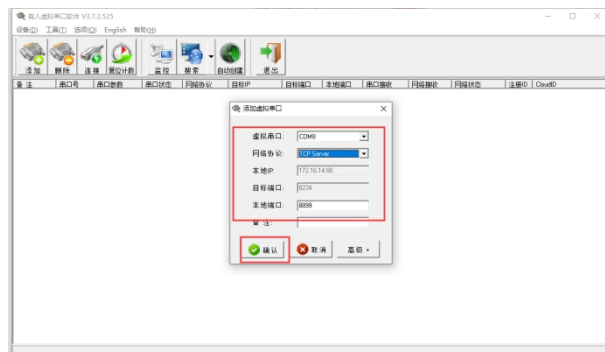 有人虚拟串口软件 V3.7.2.525
设备(D) 工具(T) 选项(O) English 帮助(H)
添加 删除 连接 复位计数 监控 搜索 自动创建 退出
备注 串口号 串口参数 串口状态 网络协议 目标IP 目标端口 本地端口 串口接收 网络接收 网络状态 注册ID CloudID
添加虚拟串口
虚拟串口: COM8
网络协议: TCP Server
本地IP: 172.16.14.88
目标端口: 8234
本地端口: 8899
备 注:
确认 取消 高级